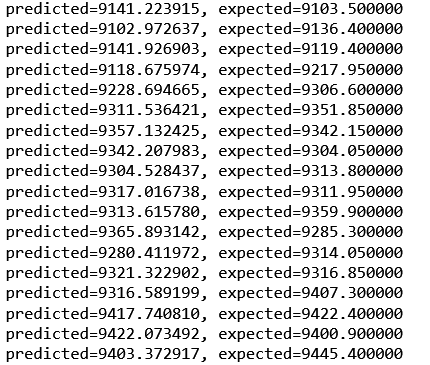 predicted=9141.223915, expected=9103.500000
predicted=9102.972637, expected=9136.400000
predicted=9141.926903, expected=9119.400000
predicted=9118.675974, expected=9217.950000
predicted=9228.694665, expected=9306.600000
predicted=9311.536421, expected=9351.850000
predicted=9357.132425, expected=9342.150000
predicted=9342.207983, expected=9304.050000
predicted=9304.528437, expected=9313.800000
predicted=9317.016738, expected=9311.950000
predicted=9313.615780, expected=9359.900000
predicted=9365.893142, expected=9285.300000
predicted=9280.411972, expected=9314.050000
predicted=9321.322902, expected=9316.850000
predicted=9316.589199, expected=9407.300000
predicted=9417.740810, expected=9422.400000
predicted=9422.073492, expected=9400.900000
predicted=9403.372917, expected=9445.400000